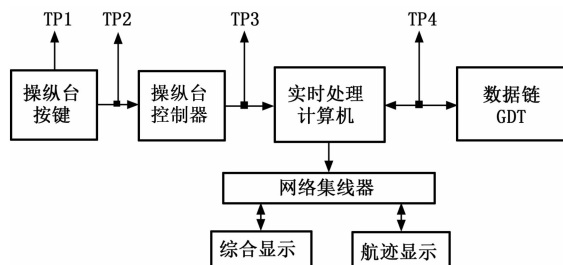 TP1
TP2
TP3
TP4
操纵台
按键
操纵台
控制器
实时处理
计算机
数据链
GDT
网络集线器
综合显示
航迹显示